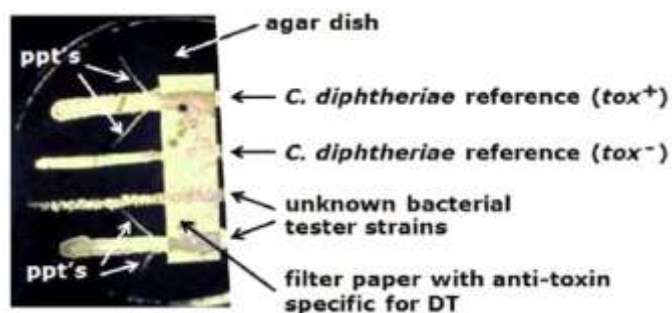 agar dish
ppt's
C. diphtheriae reference (tox+)
C. diphtheriae reference (tox-)
unknown bacterial
tester strains
ppt's
filter paper with anti-toxin
specific for DT